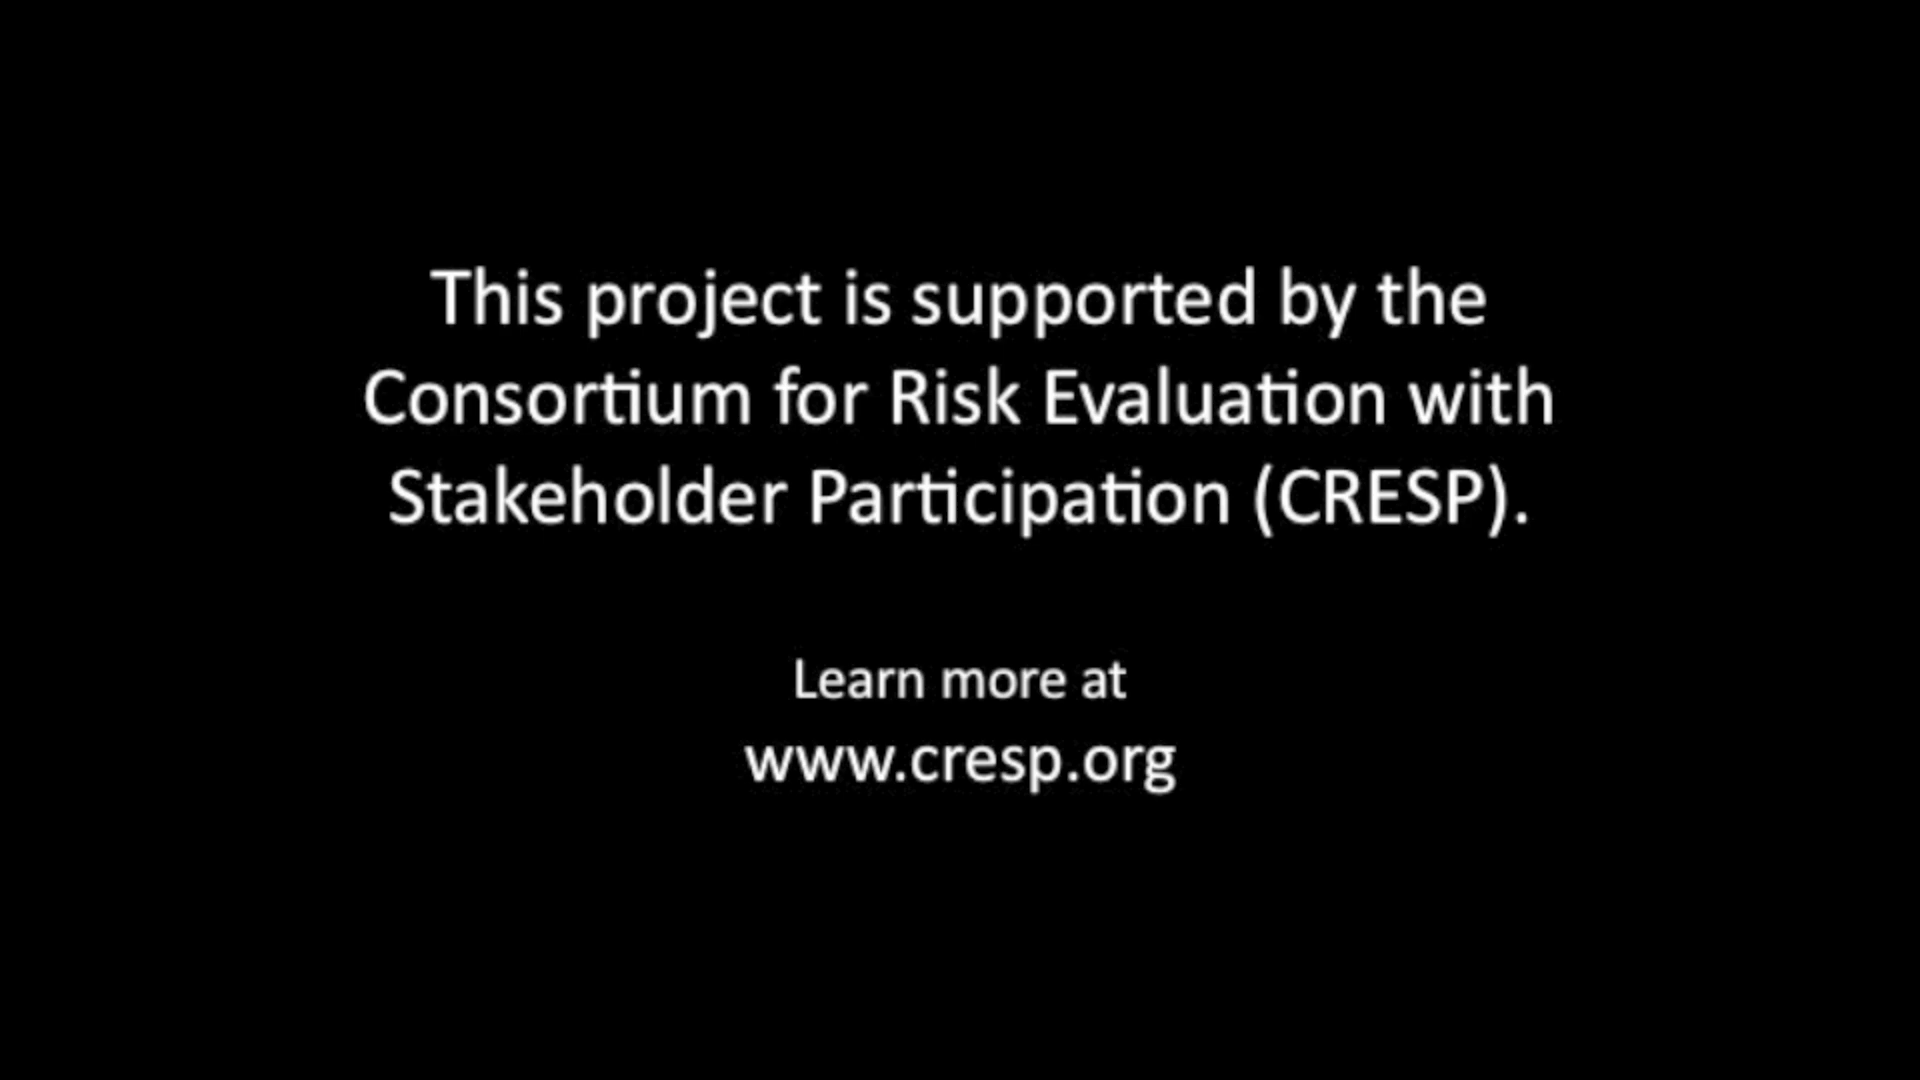 This project is supported by the
Consortium for Risk Evaluation with
Stakeholder Participation (CRESP).
Learn more at
www.cresp.org